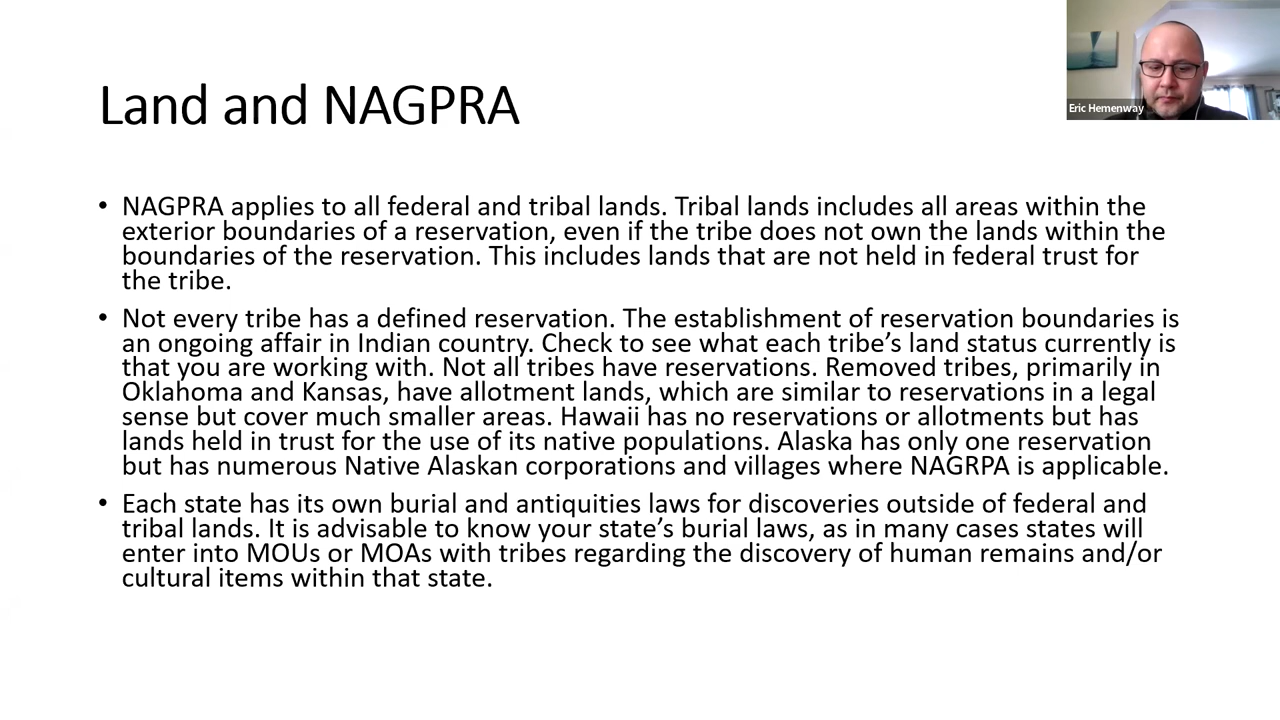 Land and NAGPRA
Eric Hemenway
• NAGPRA applies to all federal and tribal lands. Tribal lands includes all areas within the
exterior boundaries of a reservation, even if the tribe does not own the lands within the
boundaries of the reservation. This includes lands that are not held in federal trust for
the tribe.
• Not every tribe has a defined reservation. The establishment of reservation boundaries is
an ongoing affair in Indian country. Check to see what each tribe’s land status currently is
that you are working with. Not all tribes have reservations. Removed tribes, primarily in
Oklahoma and Kansas, have allotment lands, which are similar to reservations in a legal
sense but cover much smaller areas. Hawaii has no reservations or allotments but has
lands held in trust for the use of its native populations. Alaska has only one reservation
but has numerous Native Alaskan corporations and villages where NAGRPA is applicable.
• Each state has its own burial and antiquities laws for discoveries outside of federal and
tribal lands. It is advisable to know your state’s burial laws, as in many cases states will
enter into MOUs or MOAs with tribes regarding the discovery of human remains and/or
cultural items within that state.